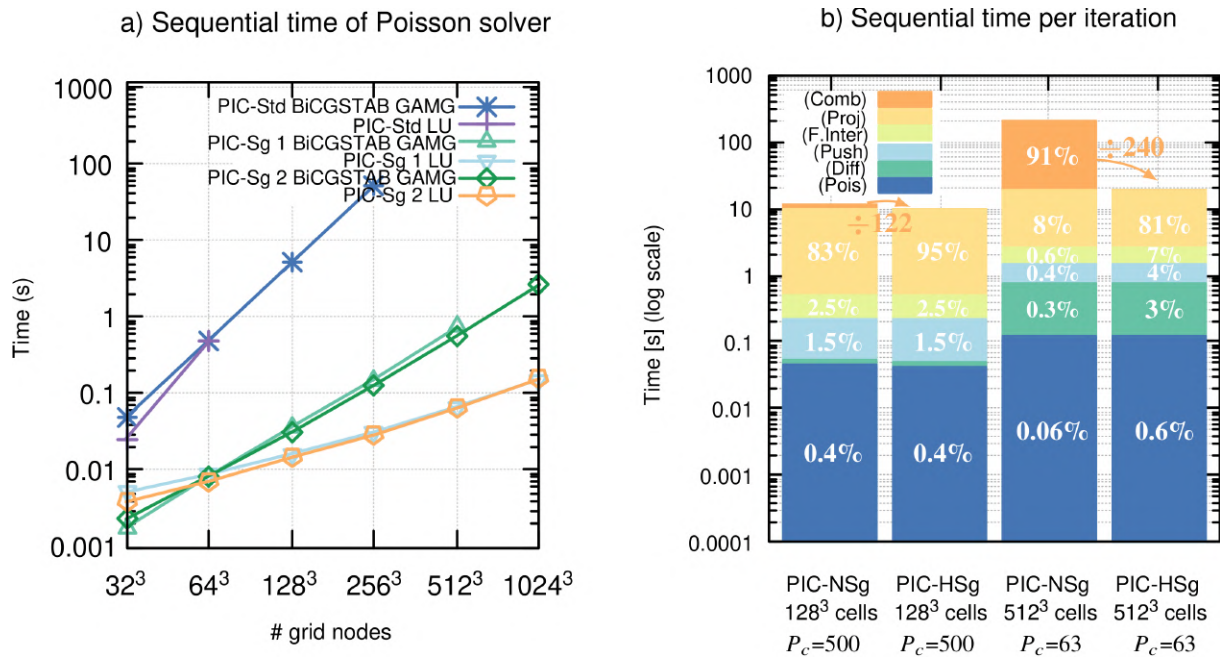 a) Sequential time of Poisson solver
1000
100
10
1
0.1
0.01
0.001
Time (s)
PIC-Std BiCGSTAB GAMG
PIC-Std LU
PIC-Sg 1 BiCGSTAB GAMG
PIC-Sg 1 LU
PIC-Sg 2 BiCGSTAB GAMG
PIC-Sg 2 LU
32³ 64³ 128³ 256³ 512³ 1024³
# grid nodes
b) Sequential time per iteration
1000
100
10
1
0.1
0.01
0.001
0.0001
Time [s] (log scale)
(Comb)
(Proj)
(F.Inter)
(Push)
(Diff)
(Pois)
÷122
÷240
83%
2.5%
1.5%
0.4%
95%
2.5%
1.5%
0.4%
91%
8%
0.6%
0.4%
0.3%
0.06%
81%
7%
4%
3%
0.6%
PIC-NSg PIC-HSg PIC-NSg PIC-HSg
128³ cells 128³ cells 512³ cells 512³ cells
P_c=500 P_c=500 P_c=63 P_c=63